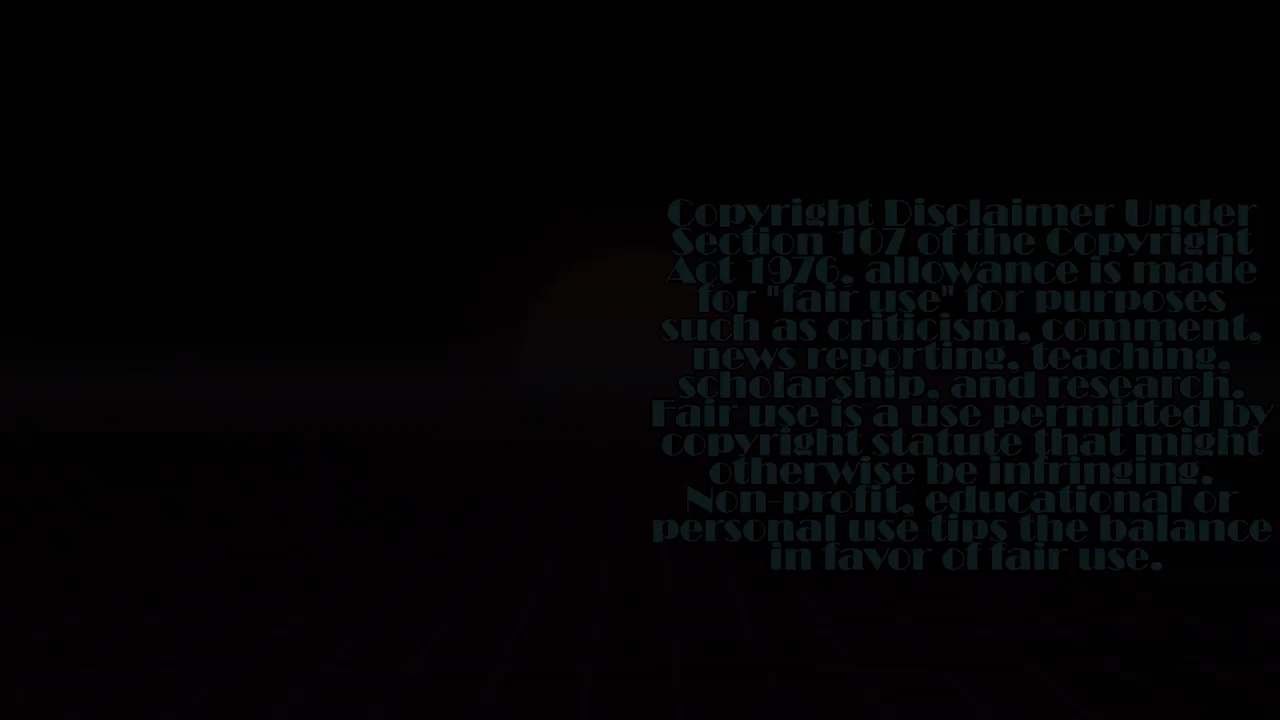 Copyright Disclaimer Under
Section 107 of the Copyright
Act 1976, allowance is made
for "fair use" for purposes
such as criticism, comment,
news reporting, teaching,
scholarship, and research.
Fair use is a use permitted by
copyright statute that might
otherwise be infringing.
Non-profit, educational or
personal use tips the balance
in favor of fair use.